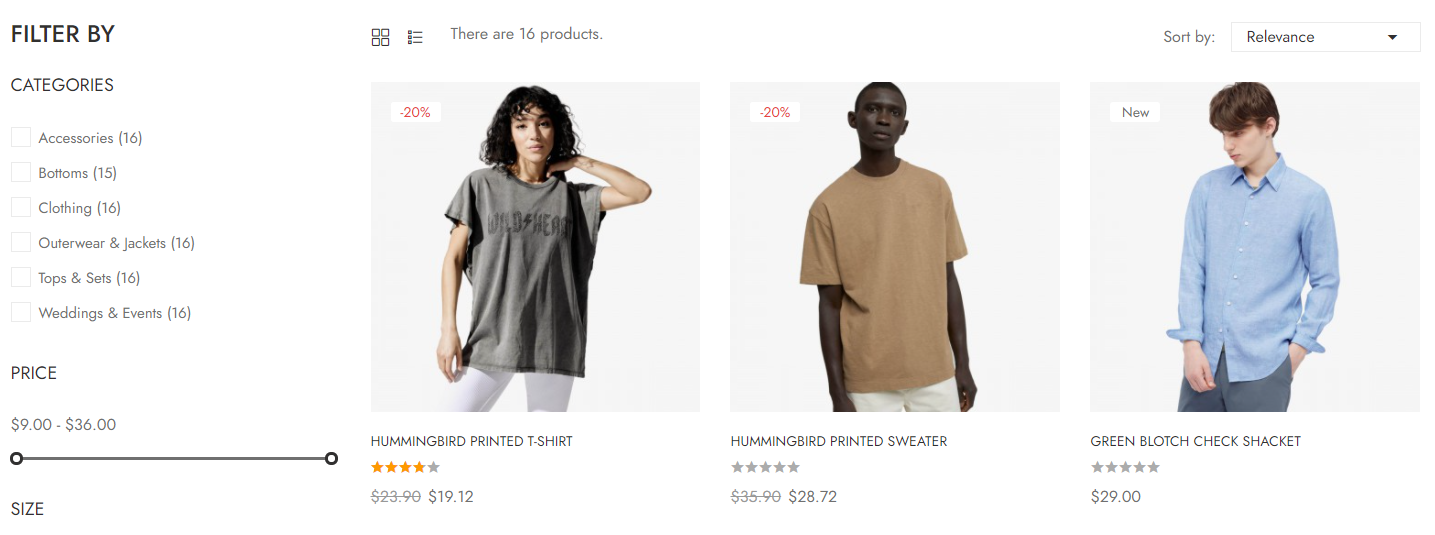 FILTER BY
CATEGORIES
Accessories (16)
Bottoms (15)
Clothing (16)
Outerwear & Jackets (16)
Tops & Sets (16)
Weddings & Events (16)
PRICE
$9.00 - $36.00
SIZE
There are 16 products.
Sort by:
Relevance
-20%
WILD HEAR
HUMMINGBIRD PRINTED T-SHIRT
$23.90 $19.12
-20%
HUMMINGBIRD PRINTED SWEATER
$35.90 $28.72
New
GREEN BLOTCH CHECK SHACKET
$29.00